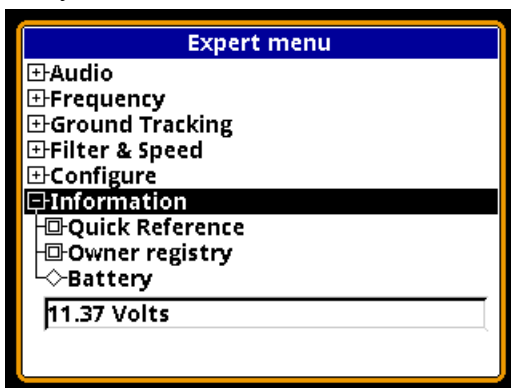 Expert menu
Audio
Frequency
Ground Tracking
Filter & Speed
Configure
Information
Quick Reference
Owner registry
Battery
11.37 Volts